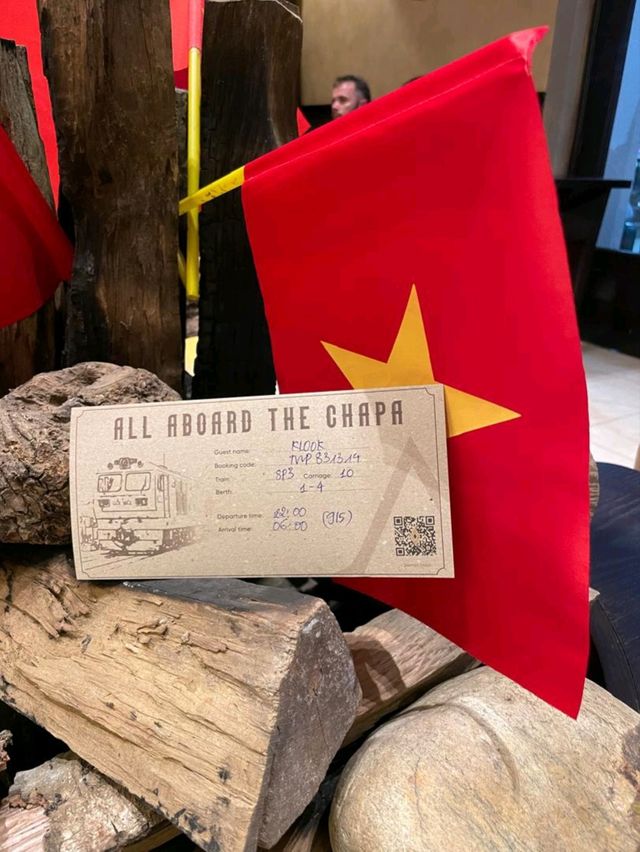 ALL ABOARD THE CHAPA
Guest name: KLOOK
Booking code: TVP 831314
Train: SP3 Carriage: 10
Berth: 1-4
Departure time: 22:00 (9/5)
Arrival time: 06:00